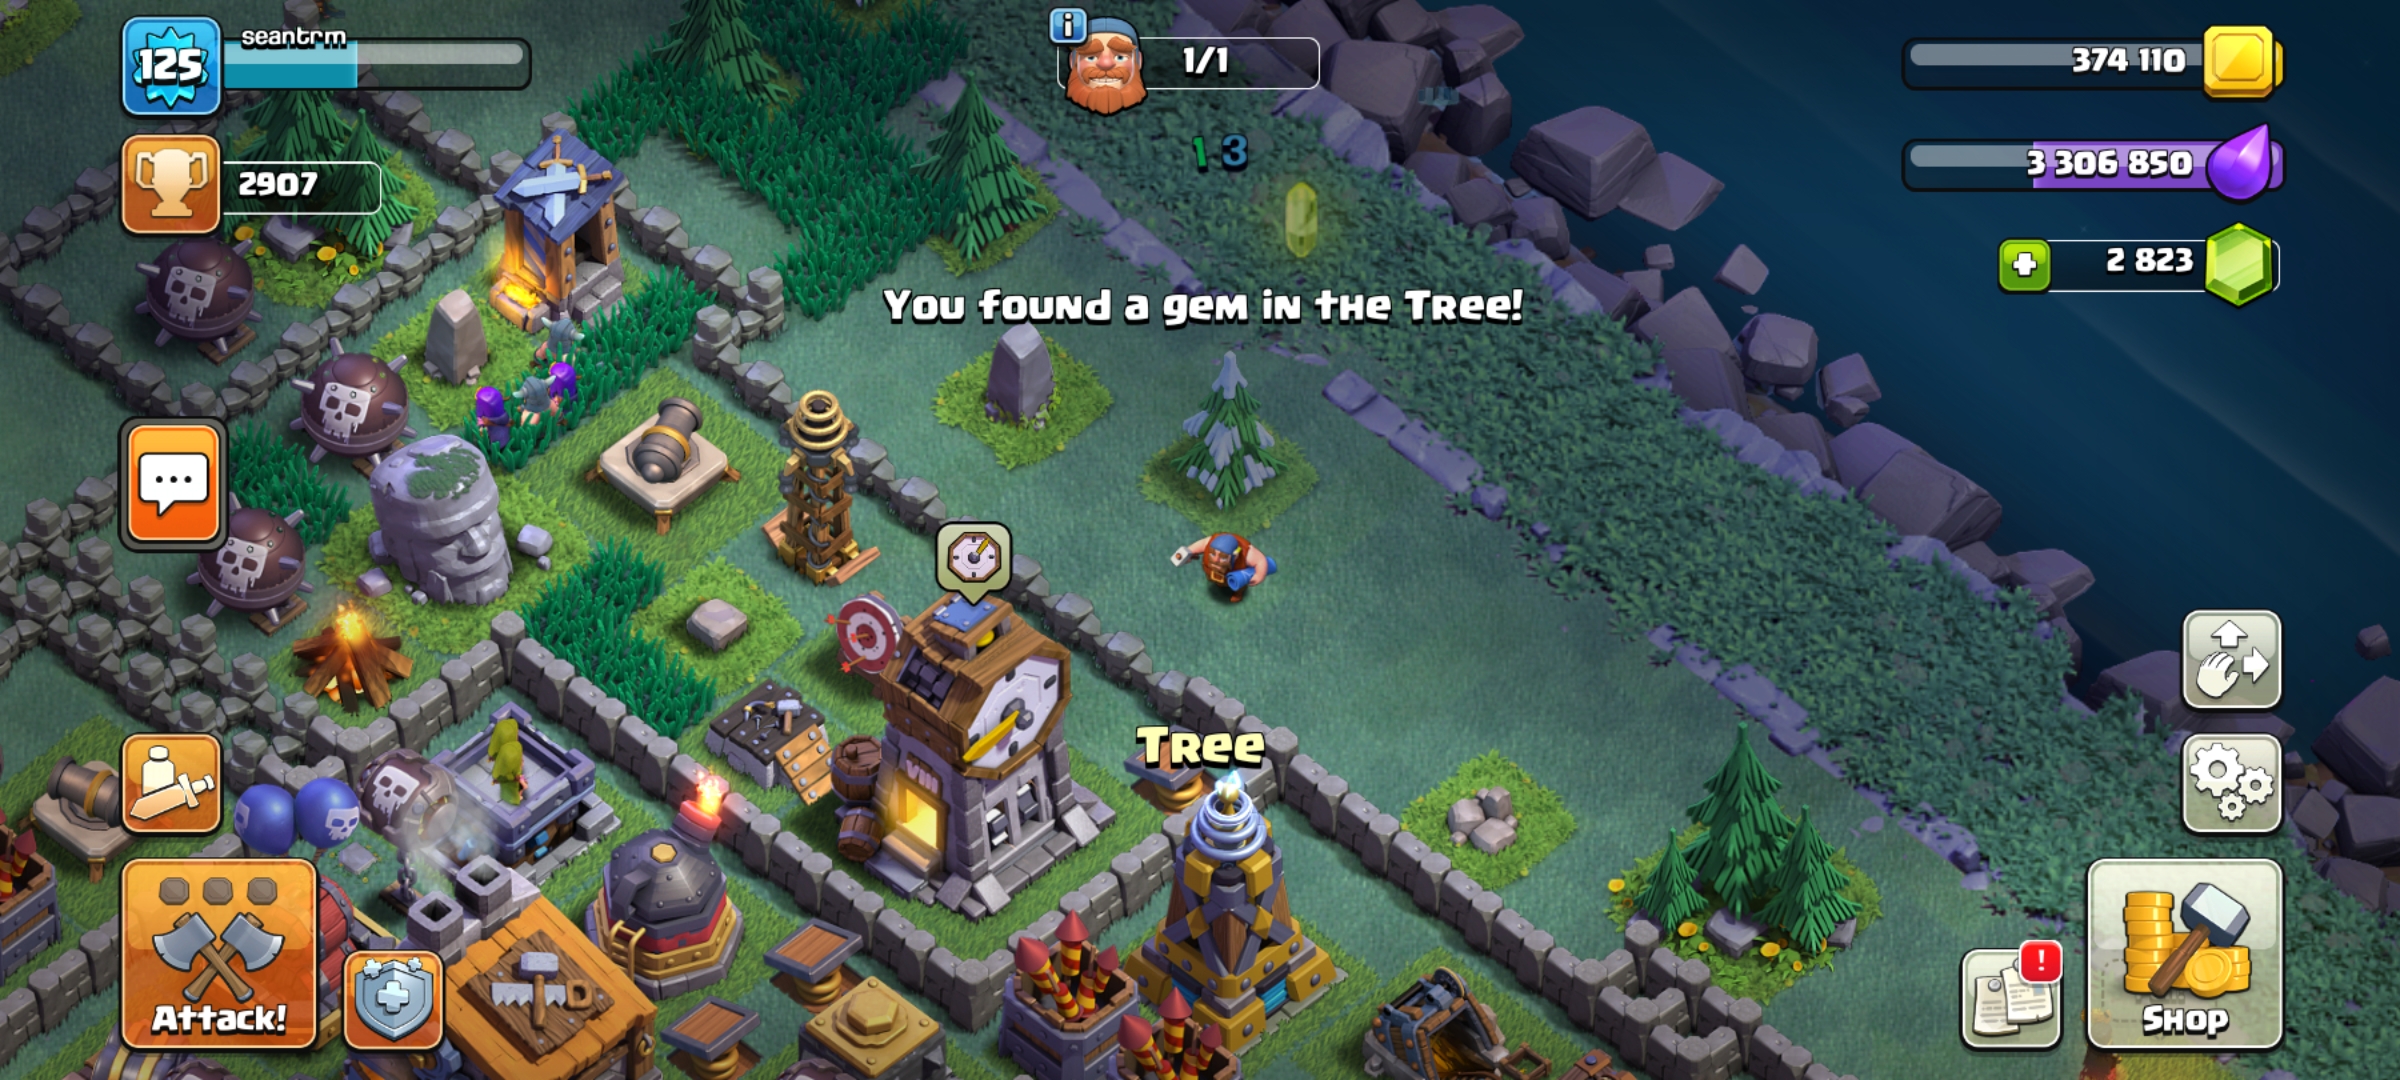 125
seantrm
i
1/1
374 110
1 3
2907
3 306 850
+
2 823
You found a gem in the Tree!
...
VIII
Tree
!
Attack!
Shop